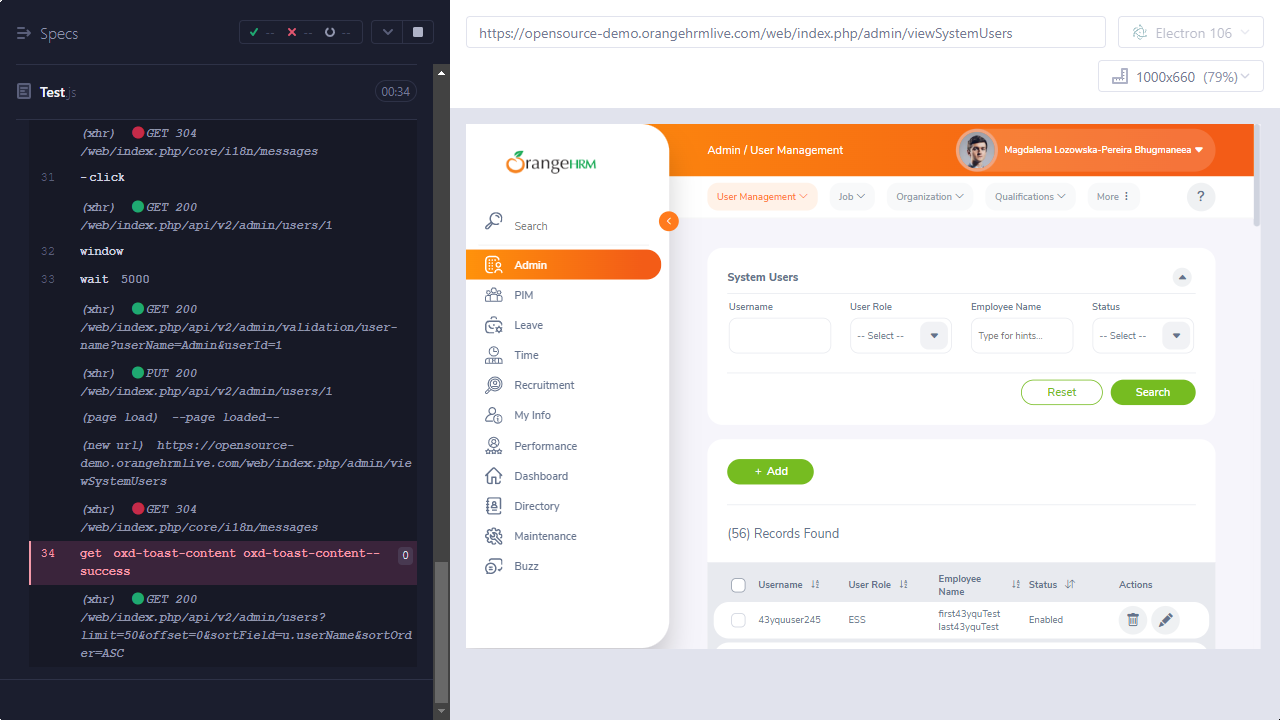 Specs
--
--
--
Test.js
00:34
(xhr) GET 304
/web/index.php/core/i18n/messages
31 -click
(xhr) GET 200
/web/index.php/api/v2/admin/users/1
32 window
33 wait 5000
(xhr) GET 200
/web/index.php/api/v2/admin/validation/user-
name?userName=Admin&userId=1
(xhr) PUT 200
/web/index.php/api/v2/admin/users/1
(page load) --page loaded--
(new url) https://opensource-
demo.orangehrmlive.com/web/index.php/admin/vie
wSystemUsers
(xhr) GET 304
/web/index.php/core/i18n/messages
34 get oxd-toast-content oxd-toast-content--
success
0
(xhr) GET 200
/web/index.php/api/v2/admin/users?
limit=50&offset=0&sortField=u.userName&sortOrd
er=ASC
https://opensource-demo.orangehrmlive.com/web/index.php/admin/viewSystemUsers
Electron 106
1000x660 (79%)
OrangeHRM
Search
Admin
PIM
Leave
Time
Recruitment
My Info
Performance
Dashboard
Directory
Maintenance
Buzz
Admin / User Management
Magdalena Lozowska-Pereira Bhugmaneea
User Management
Job
Organization
Qualifications
More
?
System Users
Username
User Role
Employee Name
Status
-- Select --
Type for hints...
-- Select --
Reset
Search
+ Add
(56) Records Found
Username
User Role
Employee
Name
Status
Actions
43yquuser245
ESS
first43yquTest
last43yquTest
Enabled